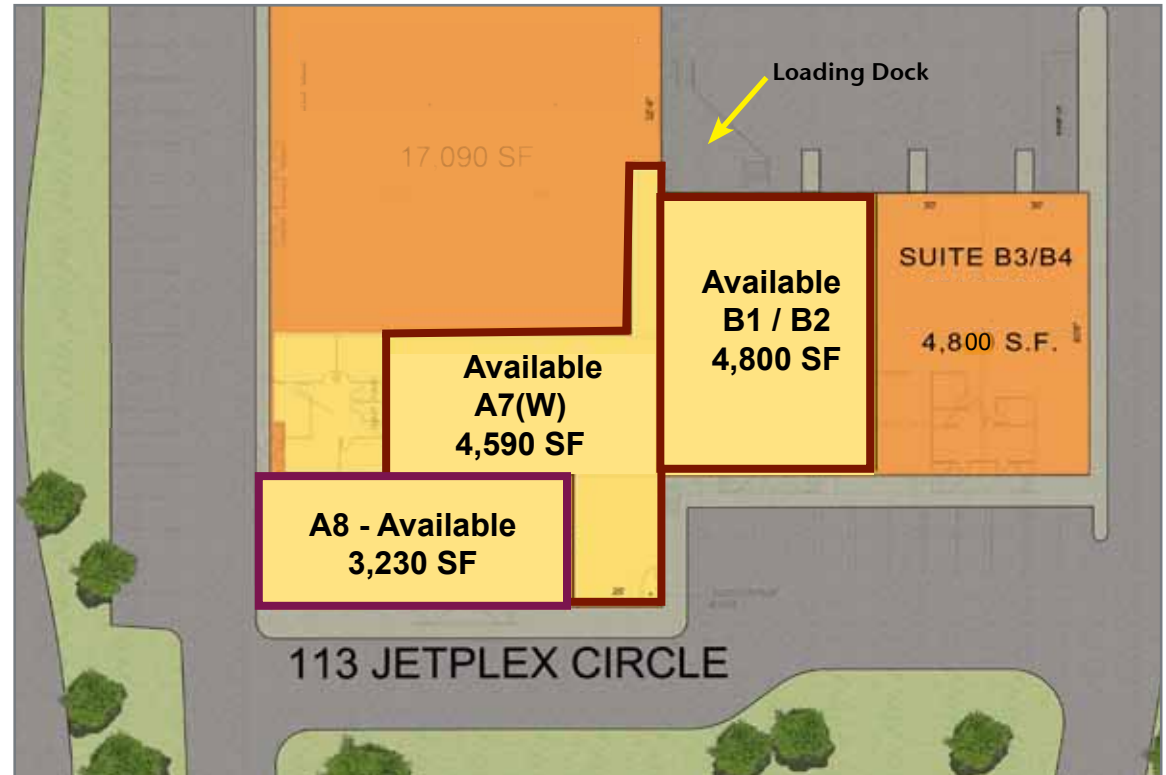 Loading Dock
17,090 SF
SUITE B3/B4
4,800 S.F.
Available
B1 / B2
4,800 SF
Available
A7(W)
4,590 SF
A8 - Available
3,230 SF
113 JETPLEX CIRCLE